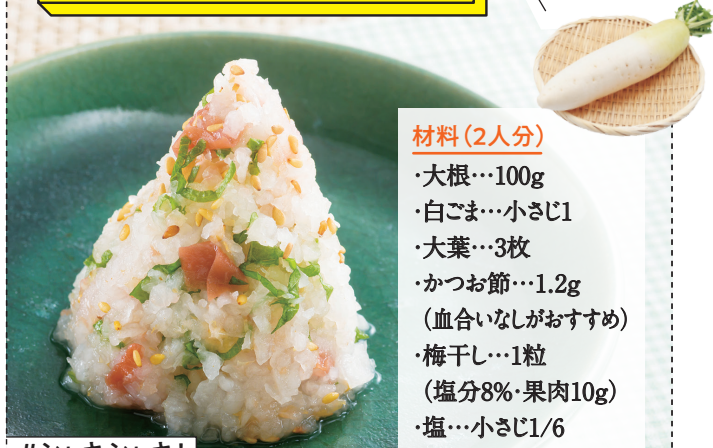 材料(2人分)
・大根…100g
・白ごま…小さじ1
・大葉…3枚
・かつお節…1.2g
(血合いなしがおすすめ)
・梅干し…1粒
(塩分8%・果肉10g)
・塩…小さじ1/6